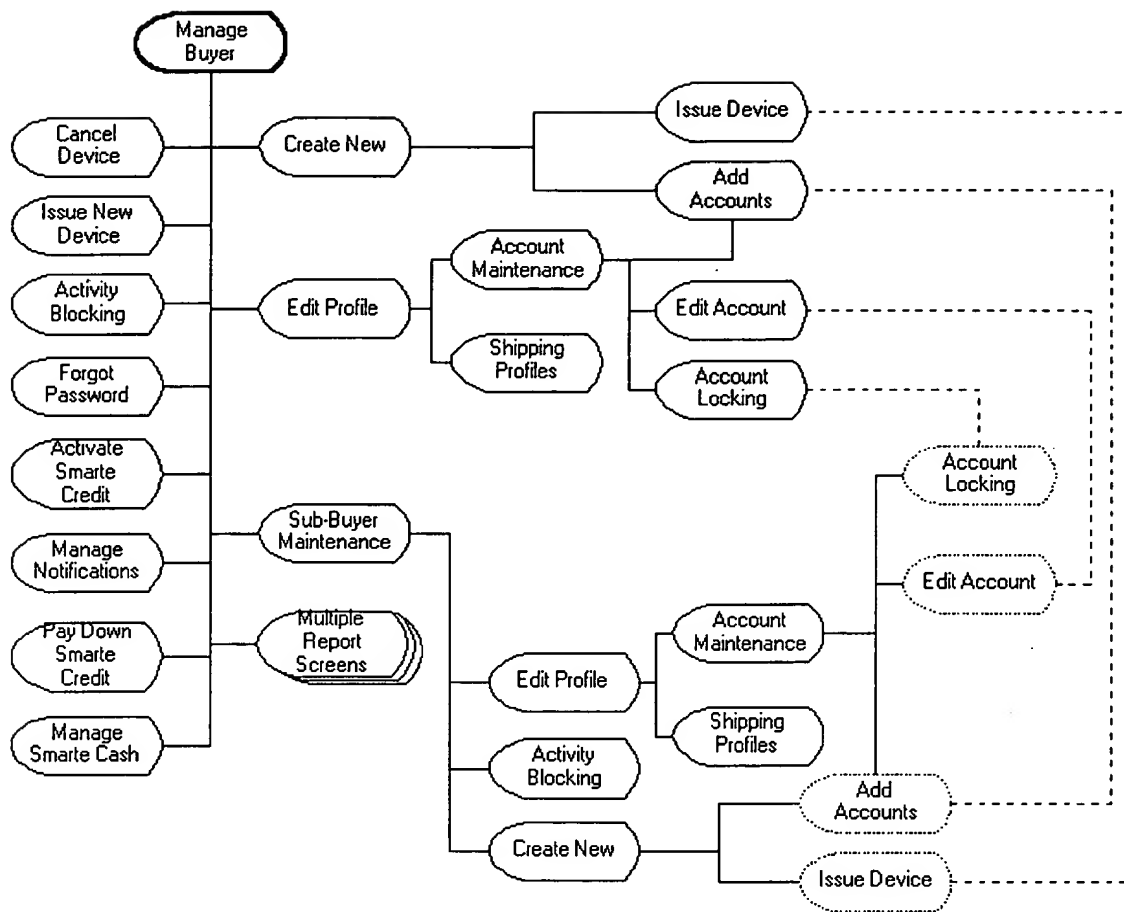 Manage
Buyer
Cancel
Device
Create New
Issue Device
Add
Accounts
Issue New
Device
Activity
Blocking
Edit Profile
Account
Maintenance
Edit Account
Shipping
Profiles
Account
Locking
Forgot
Password
Activate
Smarte
Credit
Account
Locking
Sub-Buyer
Maintenance
Manage
Notifications
Edit Account
Pay Down
Smarte
Credit
Multiple
Report
Screens
Account
Maintenance
Edit Profile
Shipping
Profiles
Manage
Smarte Cash
Activity
Blocking
Add
Accounts
Create New
Issue Device